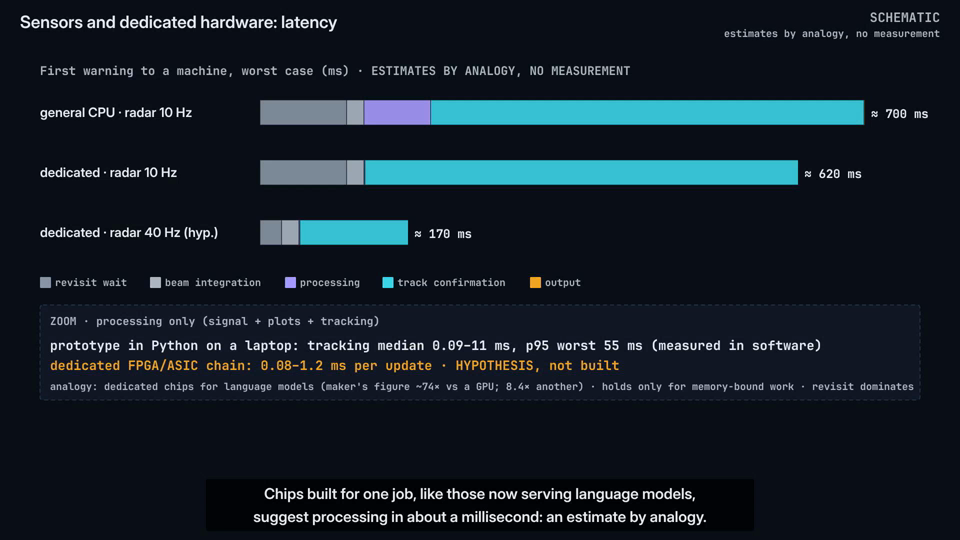 Sensors and dedicated hardware: latency
SCHEMATIC
estimates by analogy, no measurement
First warning to a machine, worst case (ms) · ESTIMATES BY ANALOGY, NO MEASUREMENT
general CPU · radar 10 Hz
≈ 700 ms
dedicated · radar 10 Hz
≈ 620 ms
dedicated · radar 40 Hz (hyp.)
≈ 170 ms
revisit wait
beam integration
processing
track confirmation
output
ZOOM · processing only (signal + plots + tracking)
prototype in Python on a laptop: tracking median 0.09–11 ms, p95 worst 55 ms (measured in software)
dedicated FPGA/ASIC chain: 0.08–1.2 ms per update · HYPOTHESIS, not built
analogy: dedicated chips for language models (maker's figure ~74× vs a GPU; 8.4× another) · holds only for memory-bound work · revisit dominates
Chips built for one job, like those now serving language models,
suggest processing in about a millisecond: an estimate by analogy.